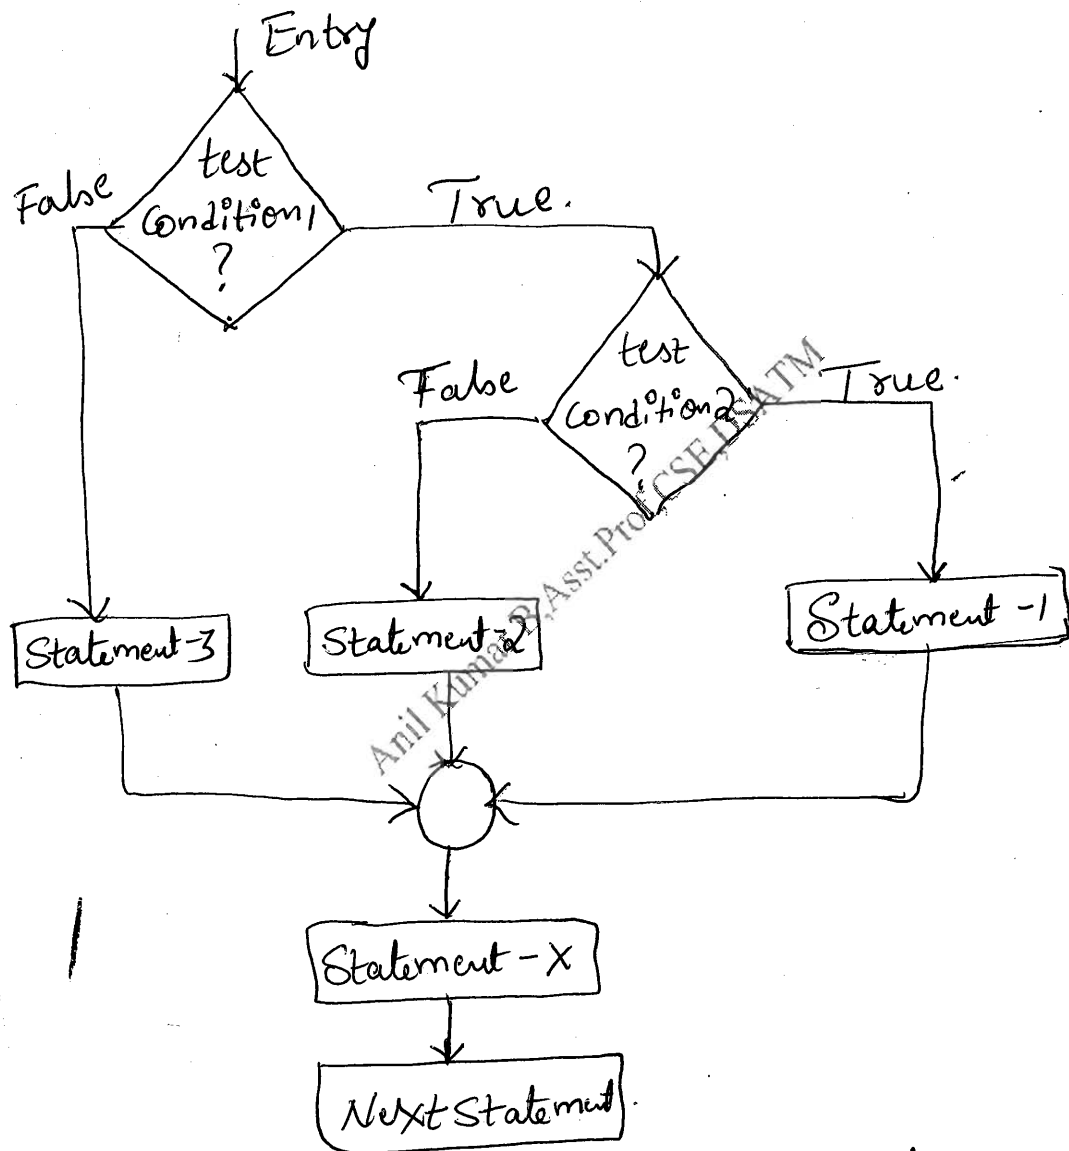 Entry
test
Condition1
?
False
True.
test
Condition2
?
False
True.
Statement-3
Statement-2
Statement-1
Statement-X
Next Statement.
Anil Kumar B,Asst.Prof,CSE,DSATM